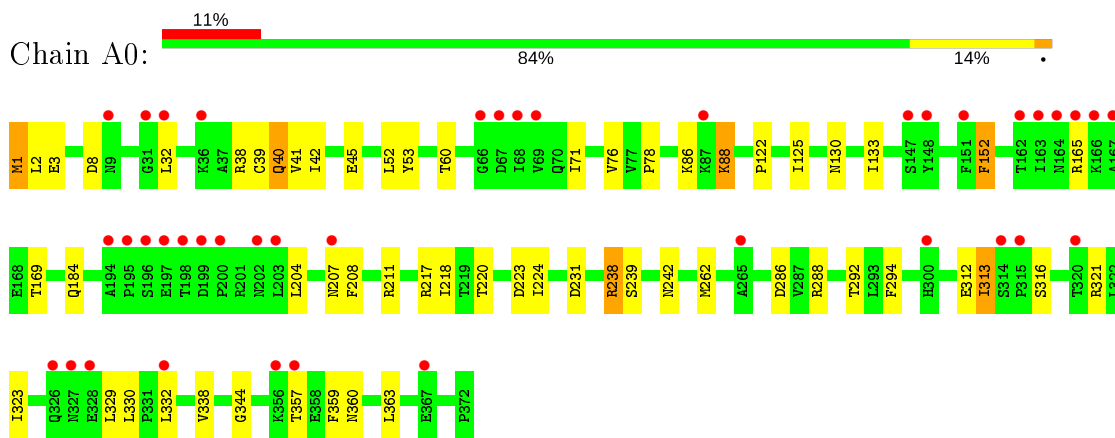 11%
Chain A0:
84% 14% •
M1 L2 E3 D8 N9 G31 L32 K36 A37 R38 C39 Q40 V41 I42 E45 L52 Y53 T60 G66 D67 I68 V69 Q70 I71 V76 V77 P78 K86 K87 K88 P122 I125 N130 I133 S147 Y148 F151 F152 T162 I163 N164 R165 K166 A167
E168 T169 Q184 A194 P195 S196 E197 T198 D199 P200 R201 N202 L203 L204 N207 F208 R211 R217 I218 T219 T220 D223 I224 D231 R238 S239 N242 M262 A265 D286 V287 R288 T292 L293 F294 H300 E312 I313 S314 P315 S316 T320 R321 L322
I323 Q326 N327 E328 L329 L330 P331 L332 V338 G344 K356 T357 E358 F359 N360 L363 E367 P372